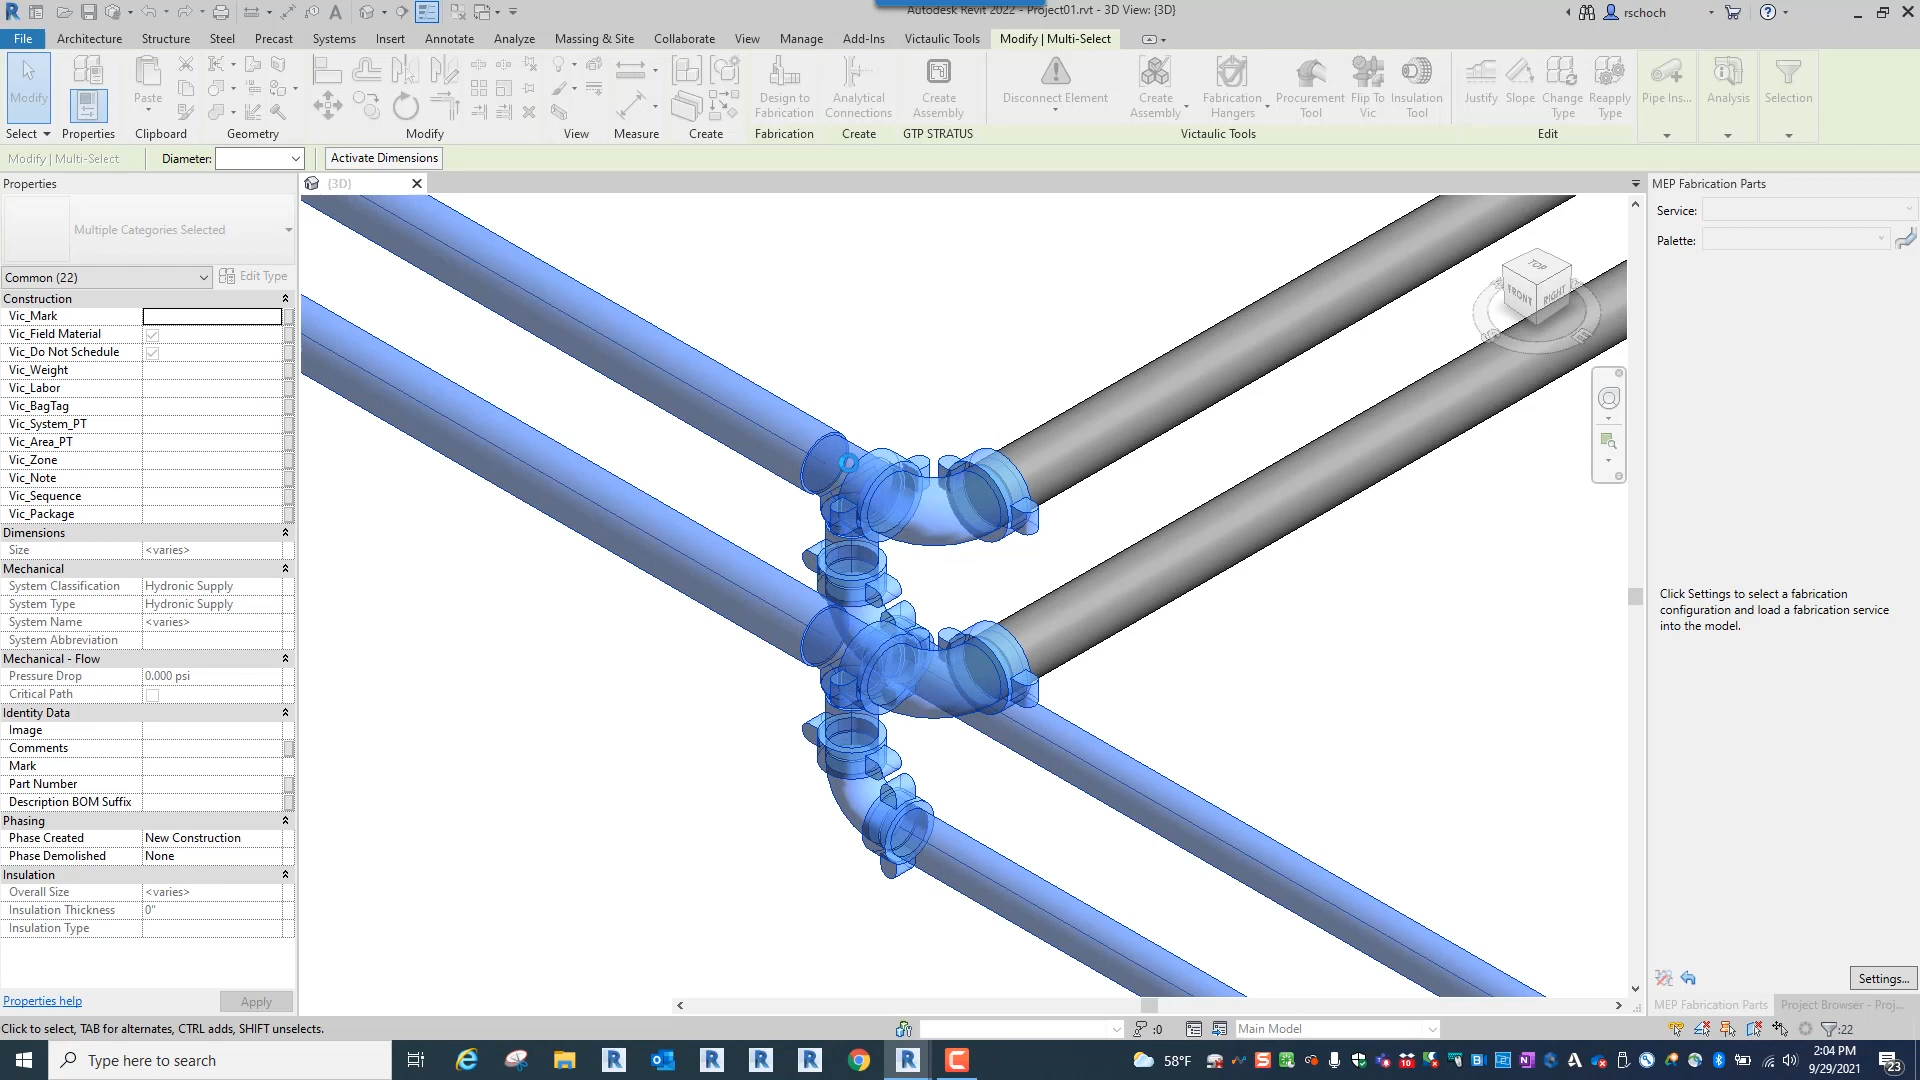 Autodesk Revit 2022 - Project01.rvt - 3D View: {3D}
rschoch
File Architecture Structure Steel Precast Systems Insert Annotate Analyze Massing & Site Collaborate View Manage Add-Ins Victaulic Tools Modify | Multi-Select
Modify
Paste
Design to Fabrication
Analytical Connections
Create Assembly
Disconnect Element
Create Assembly
Fabrication Hangers
Procurement Tool
Flip To Vic
Insulation Tool
Justify
Slope
Change Type
Reapply Type
Pipe Ins...
Analysis
Selection
Select Properties Clipboard Geometry Modify View Measure Create Fabrication Create GTP STRATUS Victaulic Tools Edit
Modify | Multi-Select Diameter: Activate Dimensions
Properties
{3D}
MEP Fabrication Parts
Service:
Palette:
Multiple Categories Selected
Common (22) Edit Type
Construction
Vic_Mark
Vic_Field Material
Vic_Do Not Schedule
Vic_Weight
Vic_Labor
Vic_BagTag
Vic_System_PT
Vic_Area_PT
Vic_Zone
Vic_Note
Vic_Sequence
Vic_Package
Dimensions
Size <varies>
Mechanical
System Classification Hydronic Supply
System Type Hydronic Supply
System Name <varies>
System Abbreviation
Mechanical - Flow
Pressure Drop 0.000 psi
Critical Path
Identity Data
Image
Comments
Mark
Part Number
Description BOM Suffix
Phasing
Phase Created New Construction
Phase Demolished None
Insulation
Overall Size <varies>
Insulation Thickness 0"
Insulation Type
Properties help Apply
TOP
FRONT
RIGHT
Click Settings to select a fabrication
configuration and load a fabrication service
into the model.
Settings...
MEP Fabrication Parts Project Browser - Proj...
Click to select, TAB for alternates, CTRL adds, SHIFT unselects.
:0
Main Model
:22
Type here to search
58°F
2:04 PM
9/29/2021
23